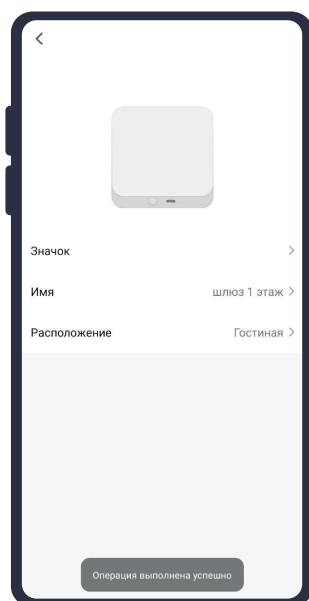 Значок
Имя шлюз 1 этаж
Расположение Гостиная
Операция выполнена успешно